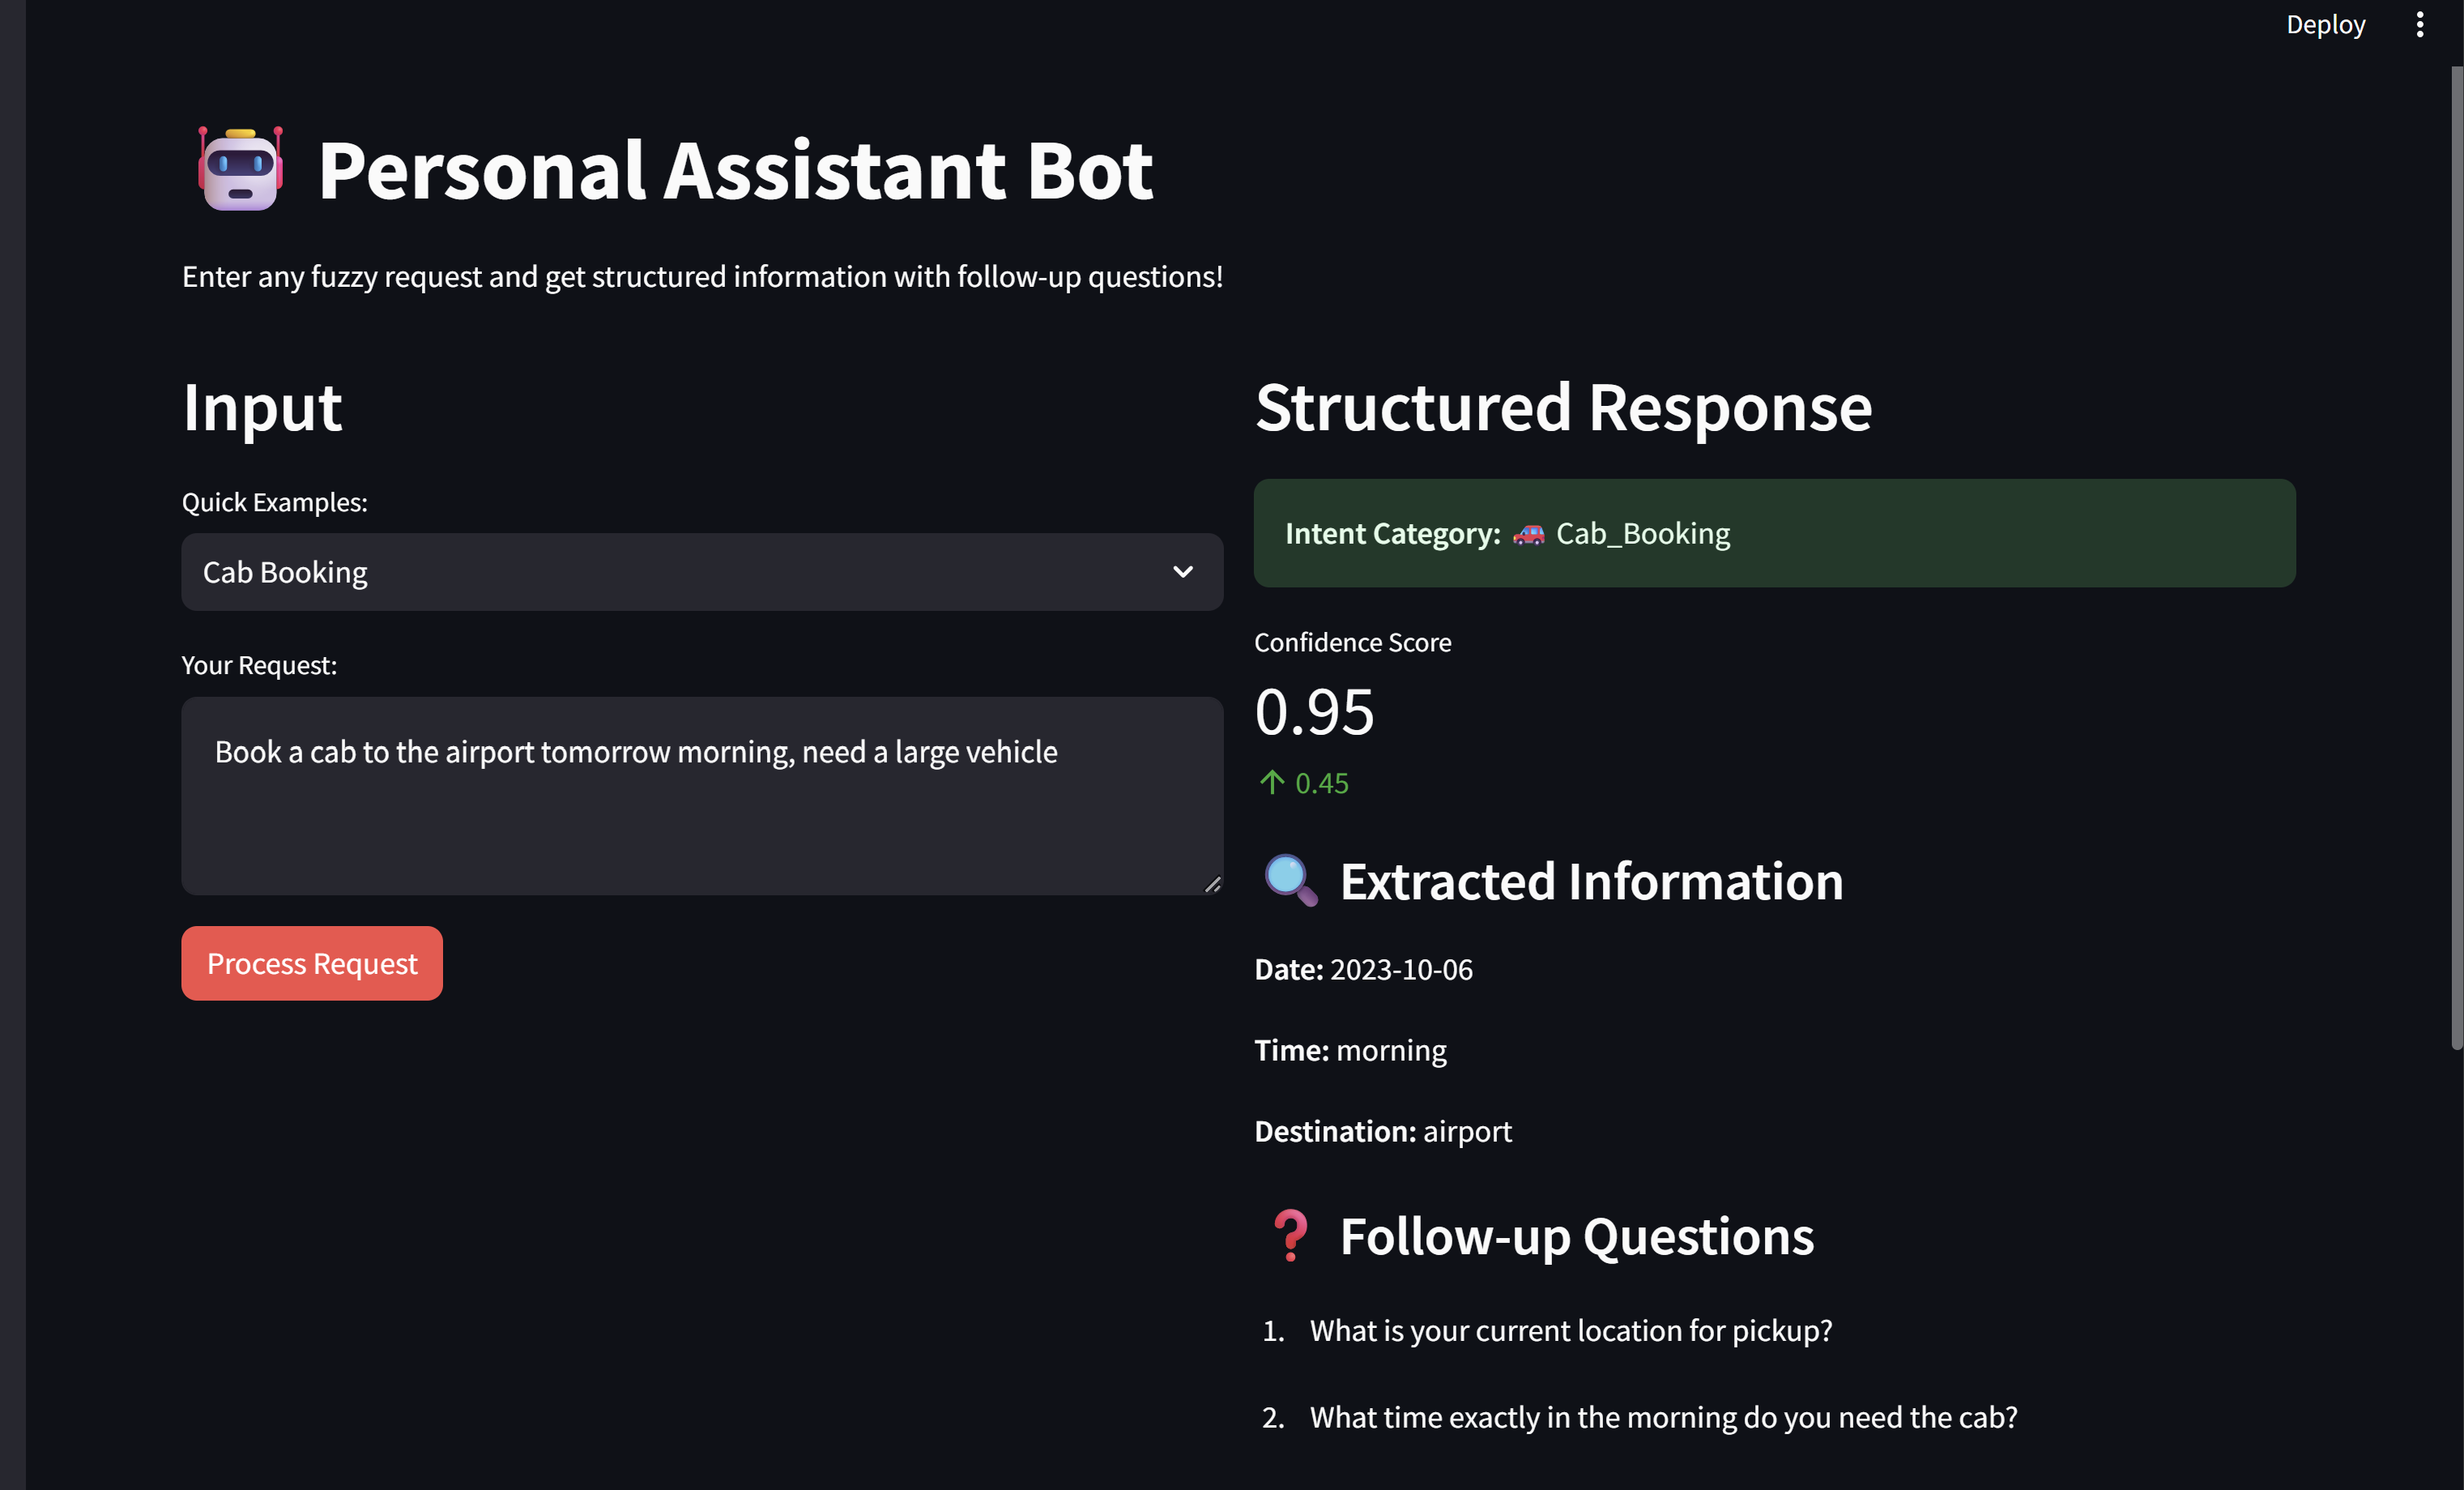 Deploy
Personal Assistant Bot
Enter any fuzzy request and get structured information with follow-up questions!
Input
Quick Examples:
Cab Booking
Your Request:
Book a cab to the airport tomorrow morning, need a large vehicle
Process Request
Structured Response
Intent Category: 🚗 Cab_Booking
Confidence Score
0.95
↑ 0.45
🔍 Extracted Information
Date: 2023-10-06
Time: morning
Destination: airport
❓ Follow-up Questions
1. What is your current location for pickup?
2. What time exactly in the morning do you need the cab?